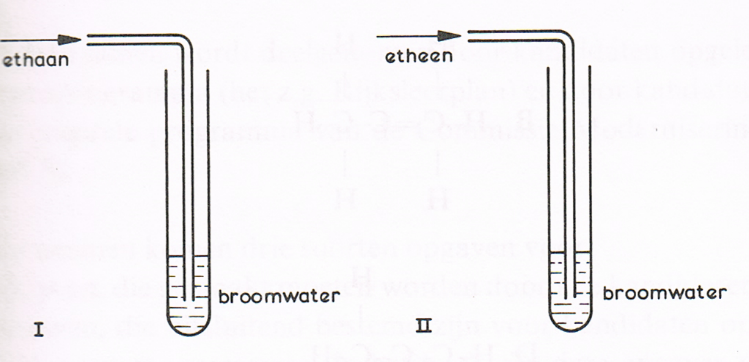 ethaan
broomwater
I
etheen
broomwater
II